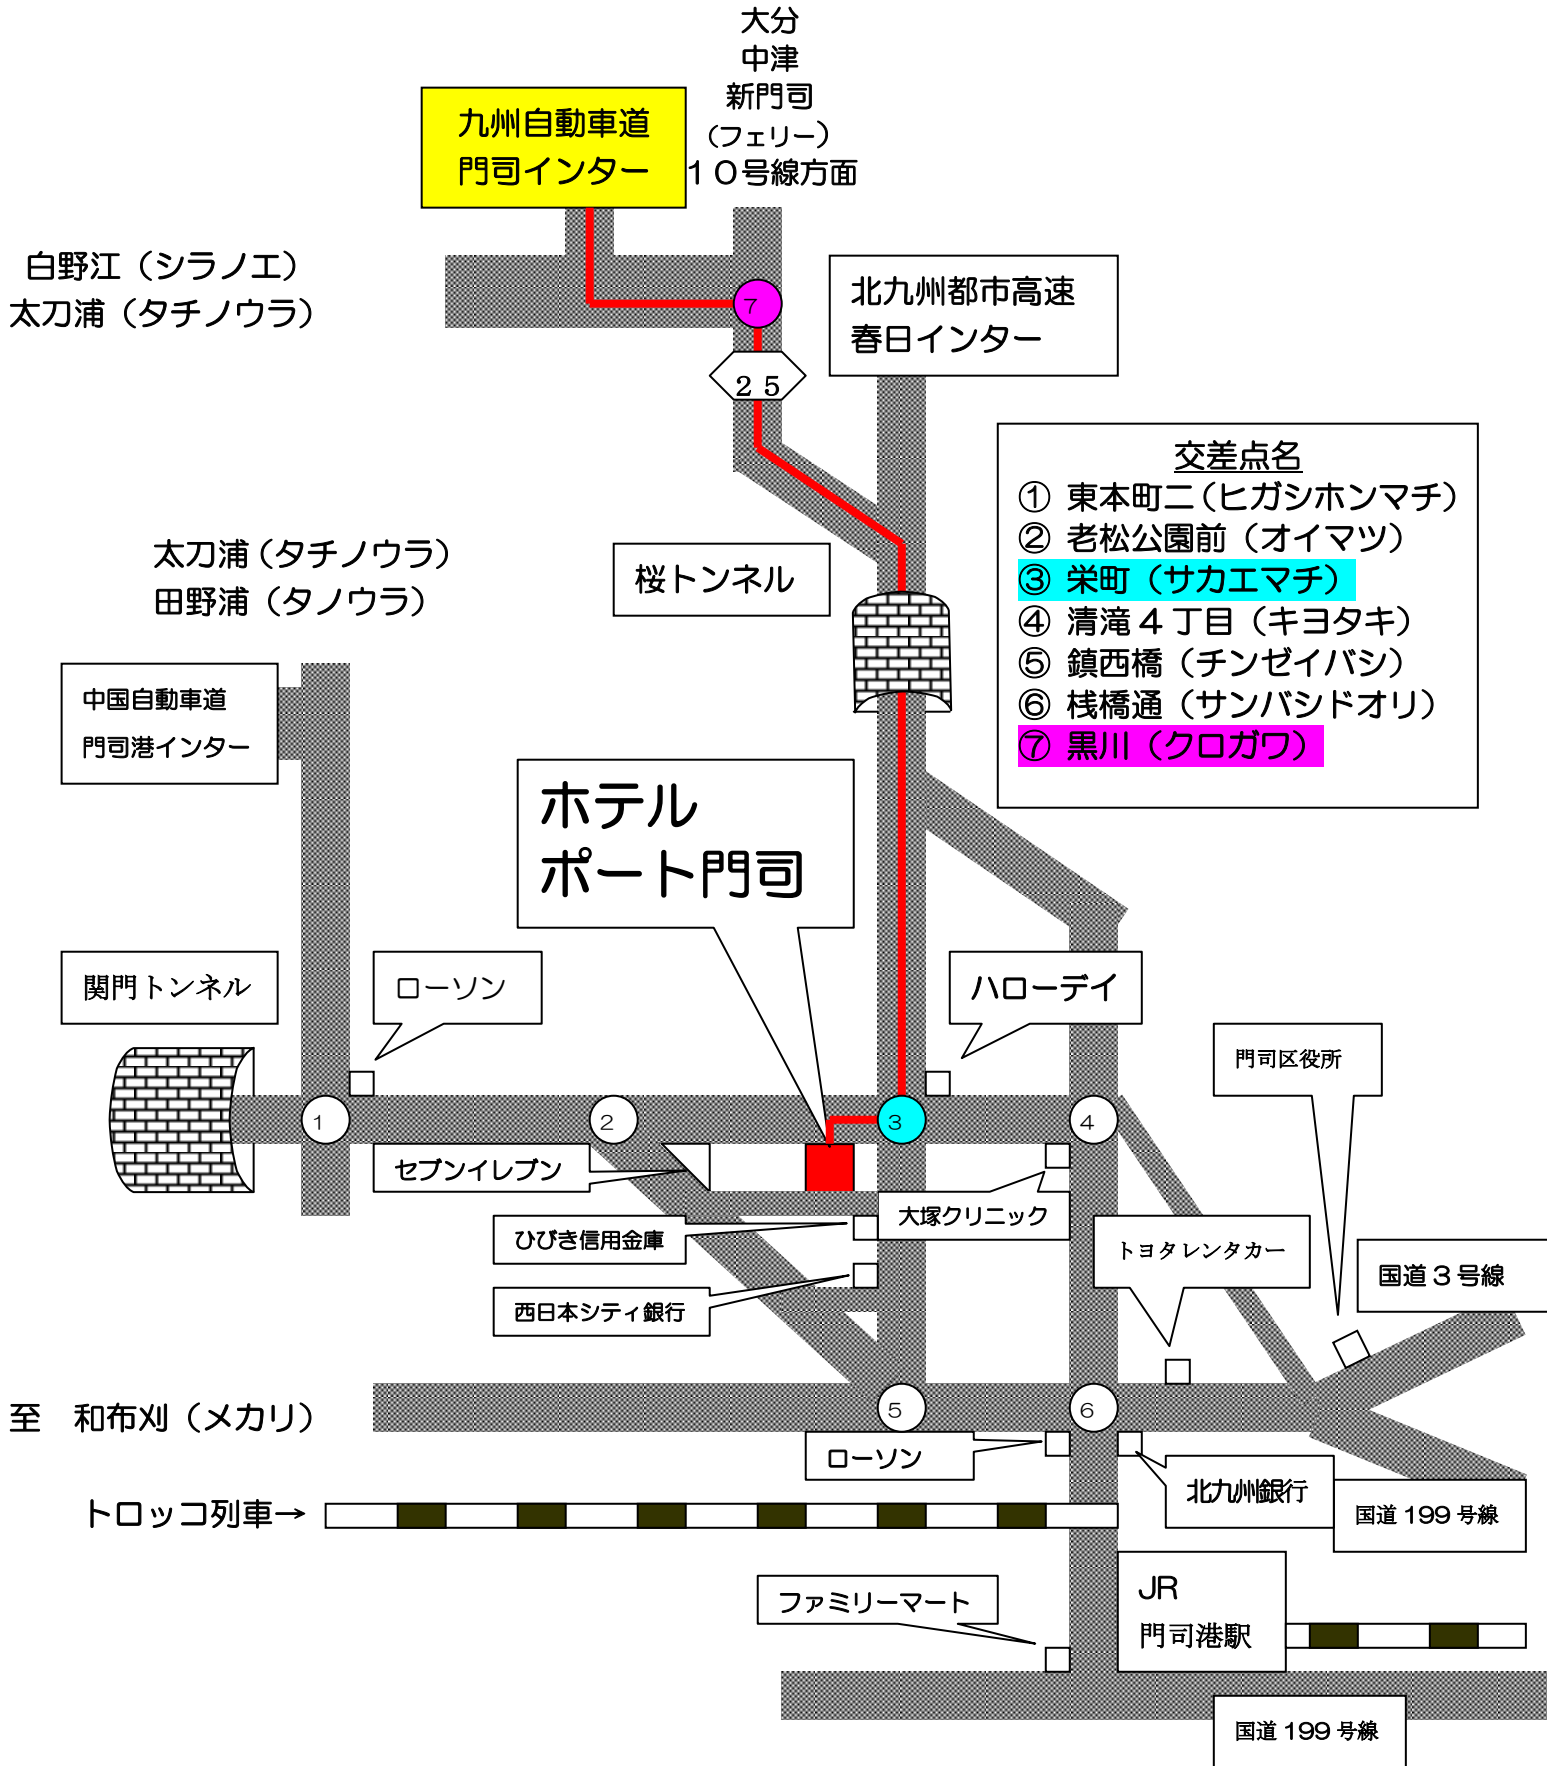 大分
中津
新門司
(フェリー)
10号線方面
九州自動車道
門司インター
白野江(シラノエ)
太刀浦(タチノウラ)
7
北九州都市高速
春日インター
25
交差点名
① 東本町二(ヒガシホンマチ)
② 老松公園前(オイマツ)
③ 栄町(サカエマチ)
④ 清滝4丁目(キヨタキ)
⑤ 鎮西橋(チンゼイバシ)
⑥ 桟橋通(サンバシドオリ)
⑦ 黒川(クロガワ)
太刀浦(タチノウラ)
田野浦(タノウラ)
桜トンネル
中国自動車道
門司港インター
ホテル
ポート門司
関門トンネル
ローソン
ハローデイ
門司区役所
1
2
3
4
セブンイレブン
大塚クリニック
ひびき信用金庫
トヨタレンタカー
国道3号線
西日本シティ銀行
至 和布刈(メカリ)
5
6
ローソン
北九州銀行
トロッコ列車→
国道199号線
JR
門司港駅
ファミリーマート
国道199号線